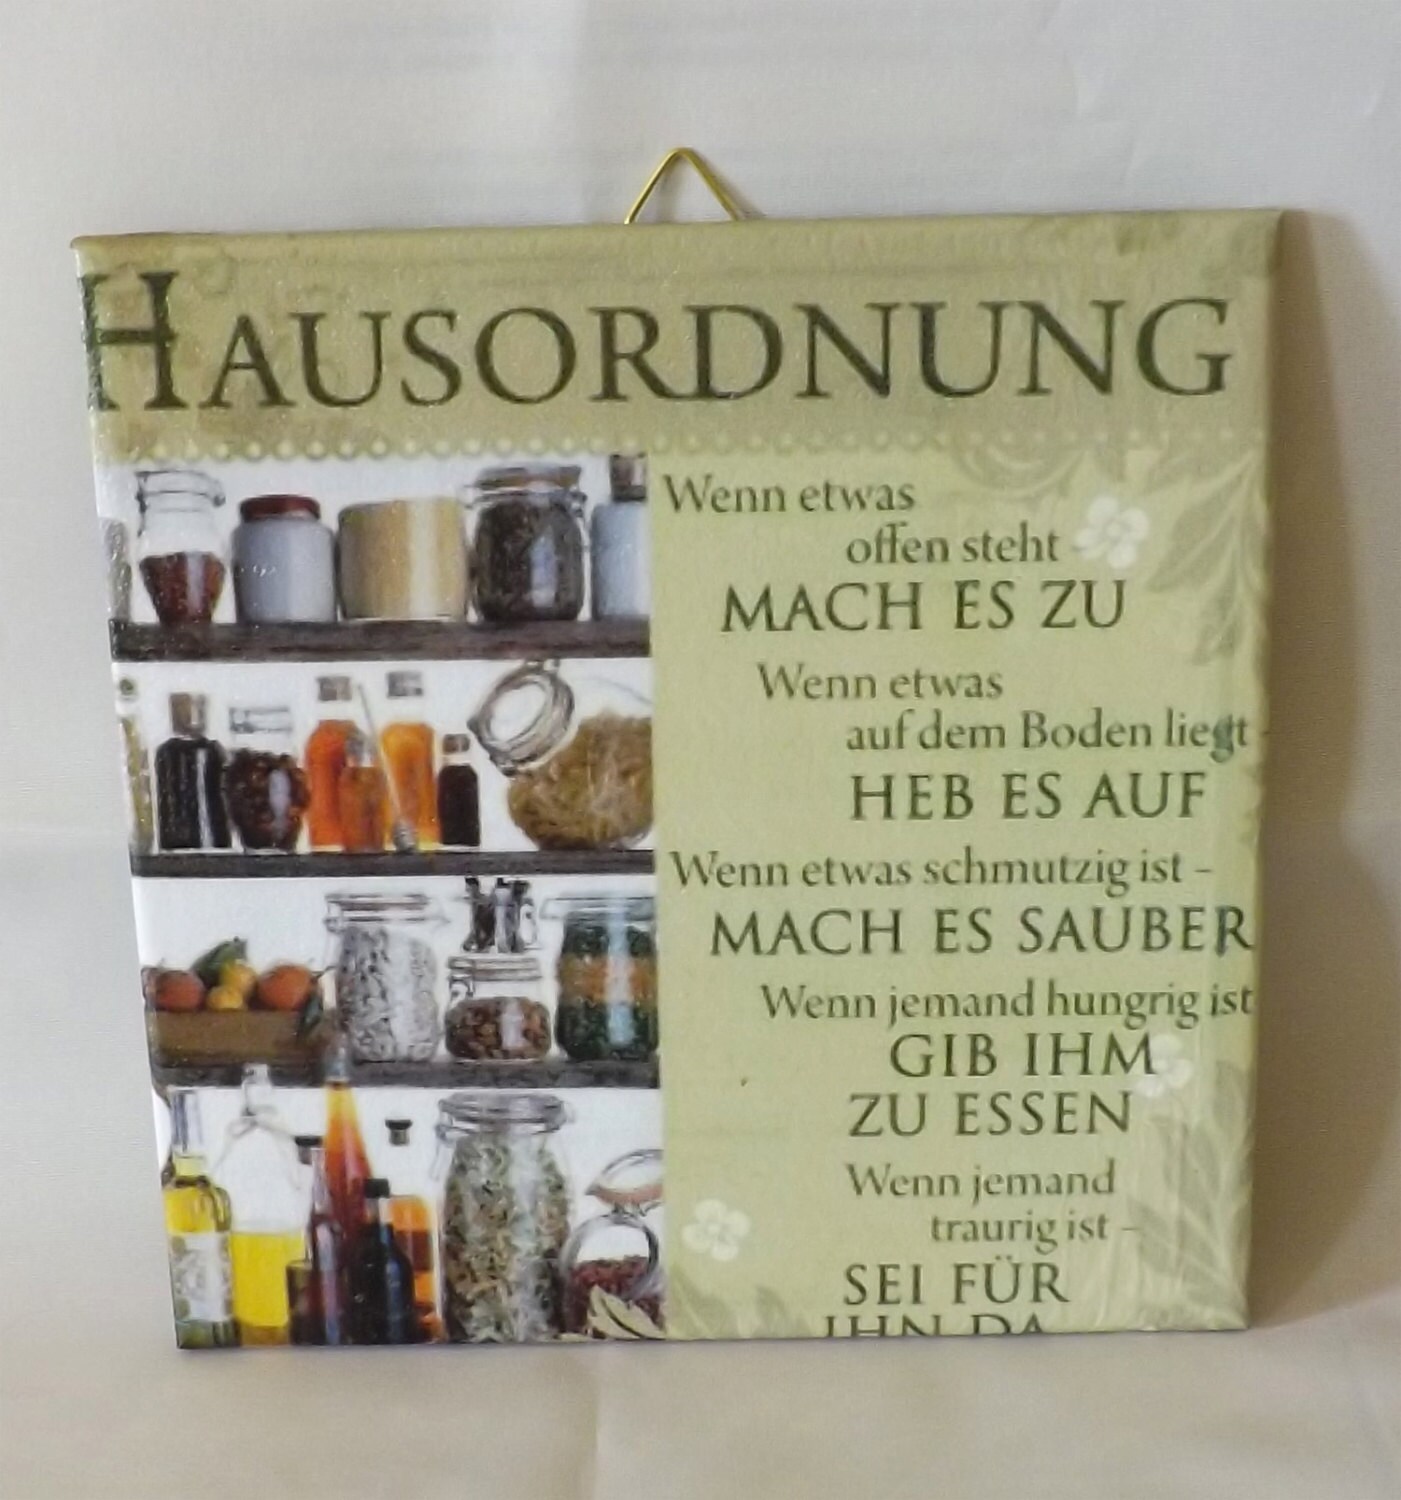 HAUSORDNUNG
Wenn etwas
offen steht -
MACH ES ZU
Wenn etwas
auf dem Boden liegt -
HEB ES AUF
Wenn etwas schmutzig ist –
MACH ES SAUBER
Wenn jemand hungrig ist
GIB IHM
ZU ESSEN
Wenn jemand
traurig ist –
SEI FÜR
IHN DA